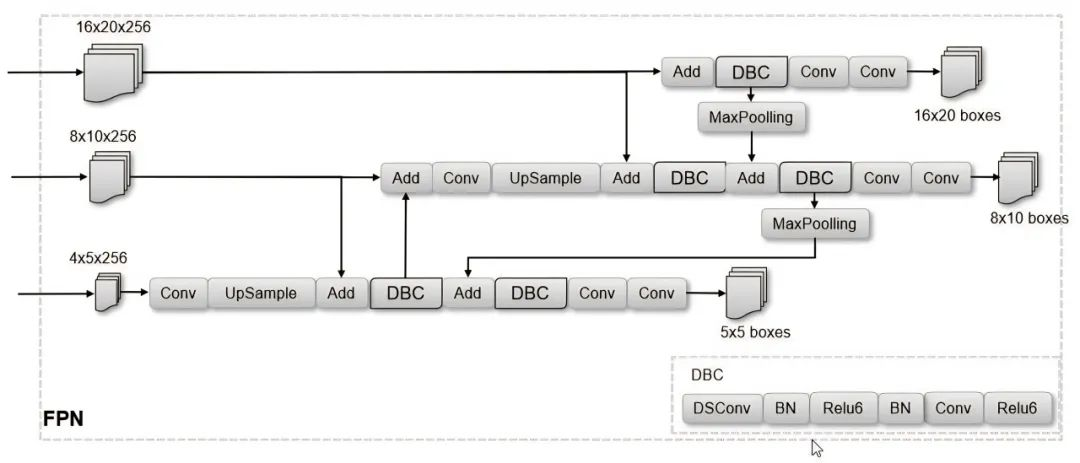 16x20x256
Add DBC Conv Conv
16x20 boxes
MaxPoolling
8x10x256
Add Conv UpSample Add DBC Add DBC Conv Conv
8x10 boxes
MaxPoolling
4x5x256
Conv UpSample Add DBC Add DBC Conv Conv
5x5 boxes
DBC
DSConv BN Relu6 BN Conv Relu6
FPN